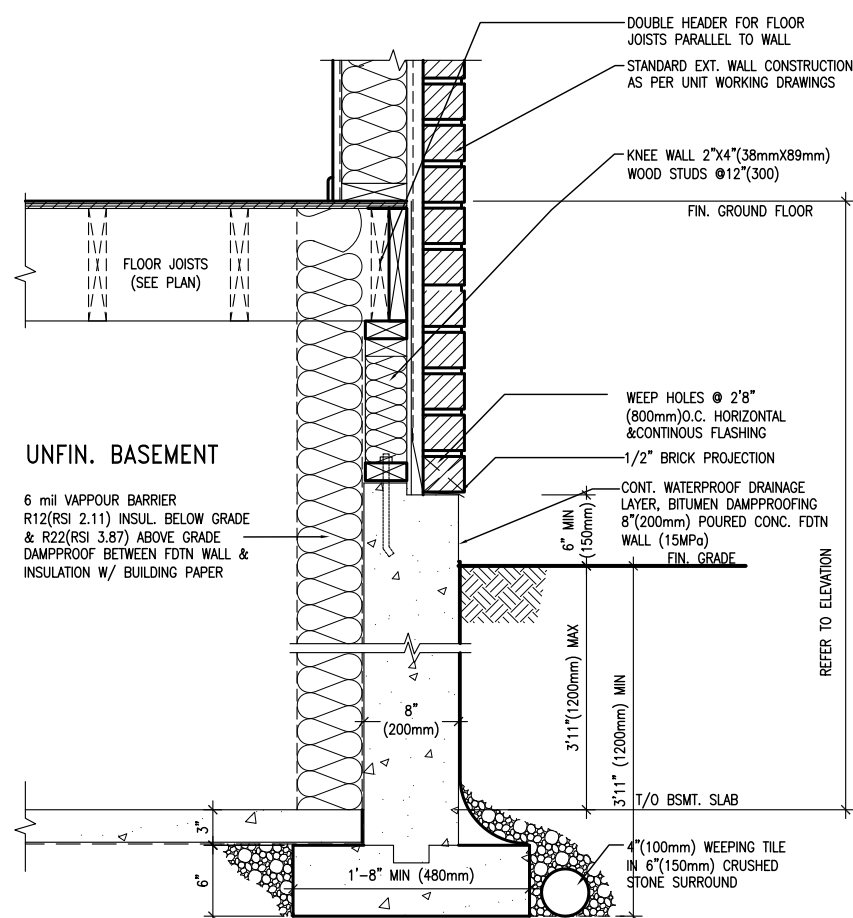 DOUBLE HEADER FOR FLOOR
JOISTS PARALLEL TO WALL
STANDARD EXT. WALL CONSTRUCTION
AS PER UNIT WORKING DRAWINGS
KNEE WALL 2"X4"(38mmX89mm)
WOOD STUDS @12"(300)
FIN. GROUND FLOOR
FLOOR JOISTS
(SEE PLAN)
WEEP HOLES @ 2'8"
(800mm)O.C. HORIZONTAL
&CONTINOUS FLASHING
1/2" BRICK PROJECTION
UNFIN. BASEMENT
6 mil VAPPOUR BARRIER
R12(RSI 2.11) INSUL. BELOW GRADE
& R22(RSI 3.87) ABOVE GRADE
DAMPPROOF BETWEEN FDTN WALL &
INSULATION W/ BUILDING PAPER
CONT. WATERPROOF DRAINAGE
LAYER, BITUMEN DAMPPROOFING
8"(200mm) POURED CONC. FDTN
WALL (15MPa)
FIN. GRADE
6" MIN
(150mm)
REFER TO ELEVATION
3'11"(1200mm) MAX
3'11" (1200mm) MIN
8"
(200mm)
T/O BSMT. SLAB
3"
6"
1'-8" MIN (480mm)
4"(100mm) WEEPING TILE
IN 6"(150mm) CRUSHED
STONE SURROUND